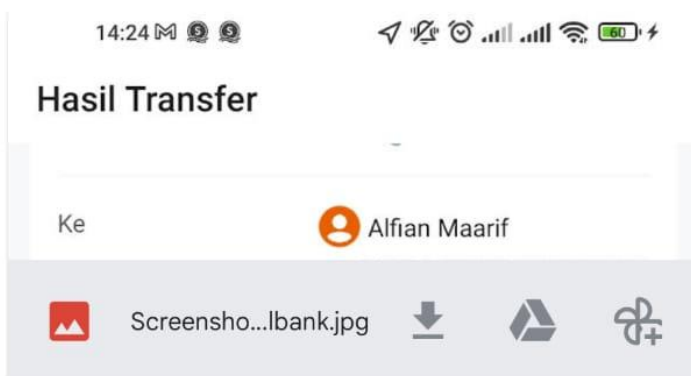 14:24
60
Hasil Transfer
Ke
Alfian Maarif
Screensho...lbank.jpg